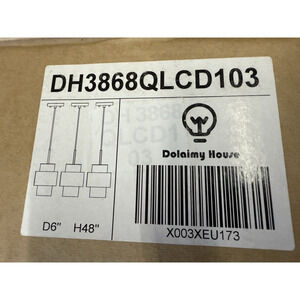 DH3868QLCD103
Dolaimy House
D6" H48"
X003XEU173